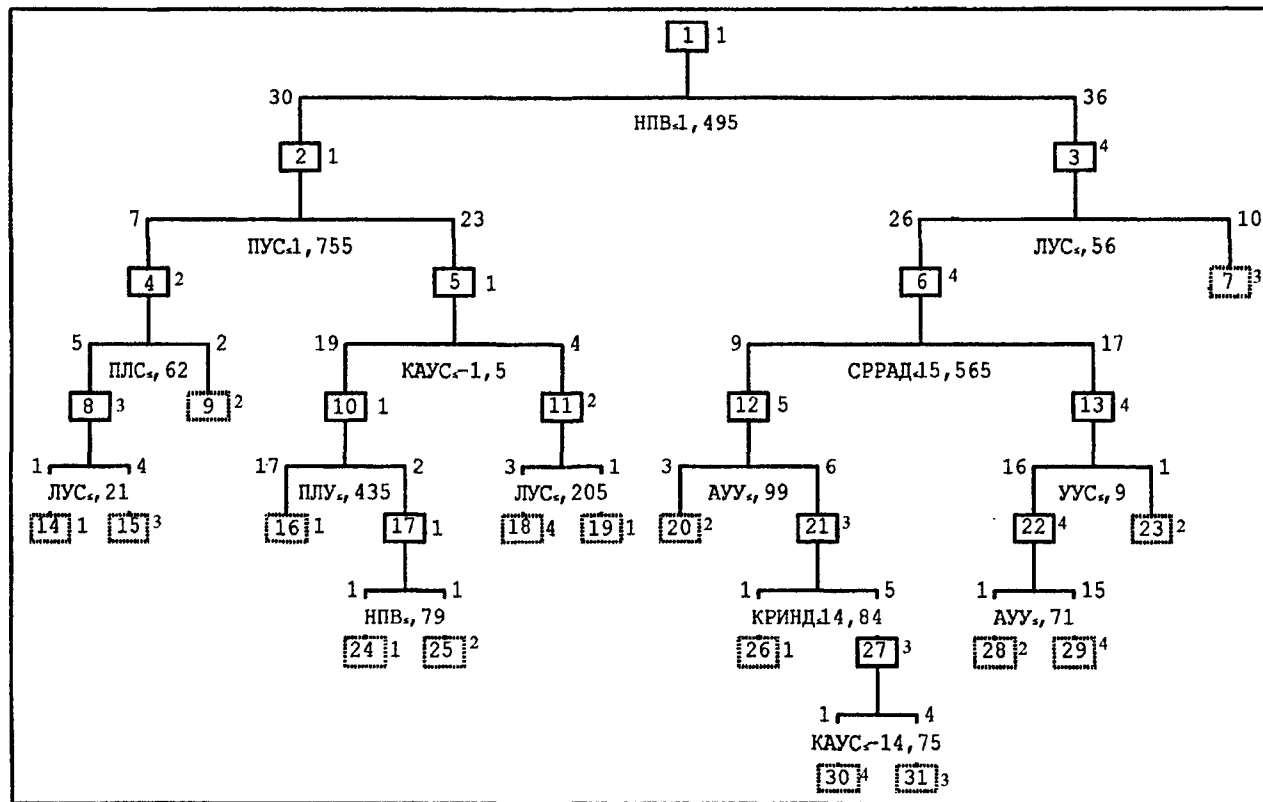 1 1
30 36
НПВ≤1,495
2 1 3 4
7 23 26 10
ПУС≤1,755 ЛУС≤,56
4 2 5 1 6 4 7 3
5 2 19 4 9 17
ПЛС≤,62 КАУС≤-1,5 СРРАД≤15,565
8 3 9 2 10 1 11 2 12 5 13 4
1 4 17 2 3 1 3 6 16 1
ЛУС≤,21 ПЛУ≤,435 ЛУС≤,205 АУУ≤,99 УУС≤,9
14 1 15 3 16 1 17 1 18 4 19 1 20 2 21 3 22 4 23 2
1 1 1 5 1 15
НПВ≤,79 КРИНД≤14,84 АУУ≤,71
24 1 25 2 26 1 27 3 28 2 29 4
1 4
КАУС≤-14,75
30 4 31 3